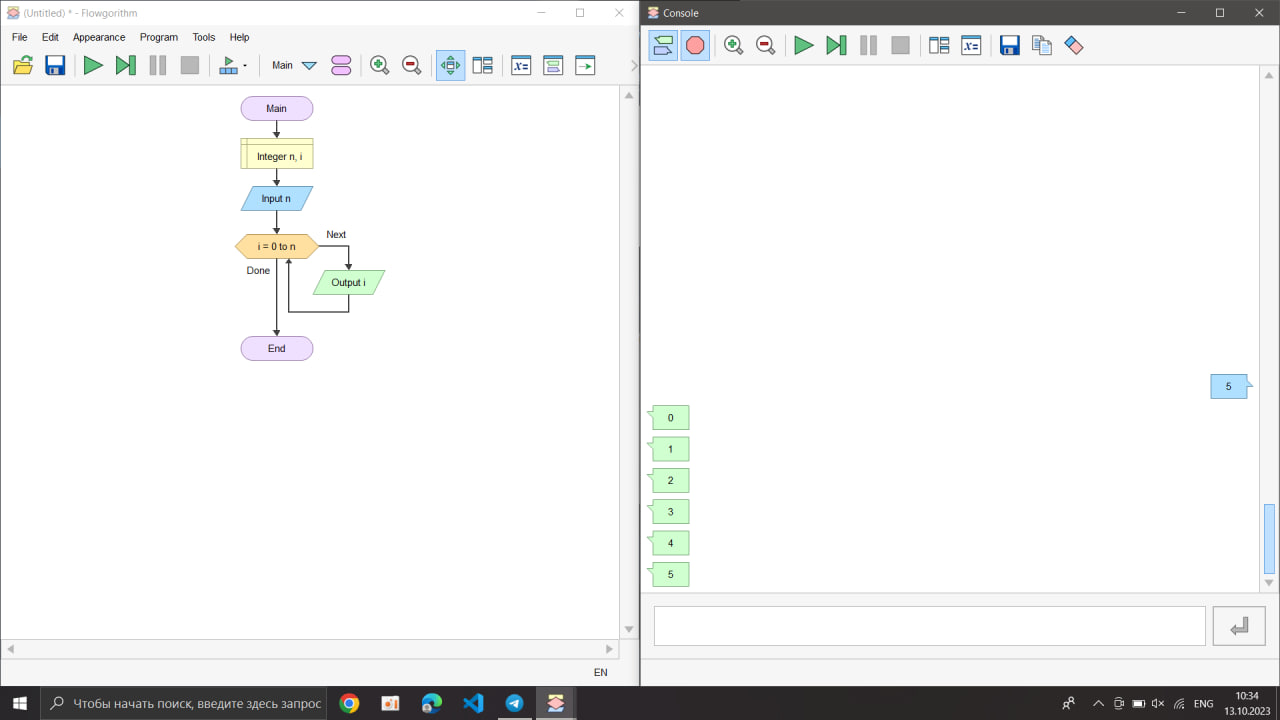 (Untitled) * - Flowgorithm
File Edit Appearance Program Tools Help
Main
x=
Main
Integer n, i
Input n
i = 0 to n
Next
Done
Output i
End
EN
Console
x=
5
0
1
2
3
4
5
Чтобы начать поиск, введите здесь запрос
ENG
10:34
13.10.2023